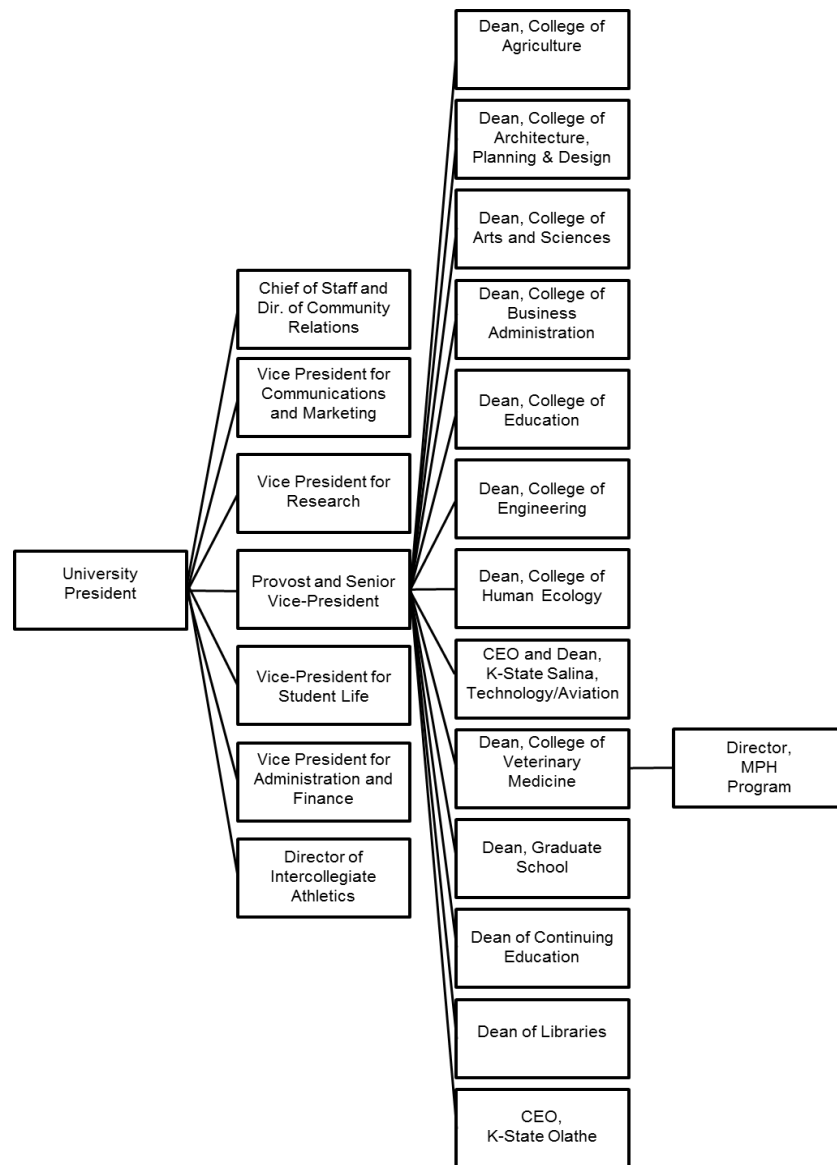 University
President
Chief of Staff and
Dir. of Community
Relations
Vice President for
Communications
and Marketing
Vice President for
Research
Provost and Senior
Vice-President
Vice-President for
Student Life
Vice President for
Administration and
Finance
Director of
Intercollegiate
Athletics
Dean, College of
Agriculture
Dean, College of
Architecture,
Planning & Design
Dean, College of
Arts and Sciences
Dean, College of
Business
Administration
Dean, College of
Education
Dean, College of
Engineering
Dean, College of
Human Ecology
CEO and Dean,
K-State Salina,
Technology/Aviation
Dean, College of
Veterinary
Medicine
Dean, Graduate
School
Dean of Continuing
Education
Dean of Libraries
CEO,
K-State Olathe
Director,
MPH
Program